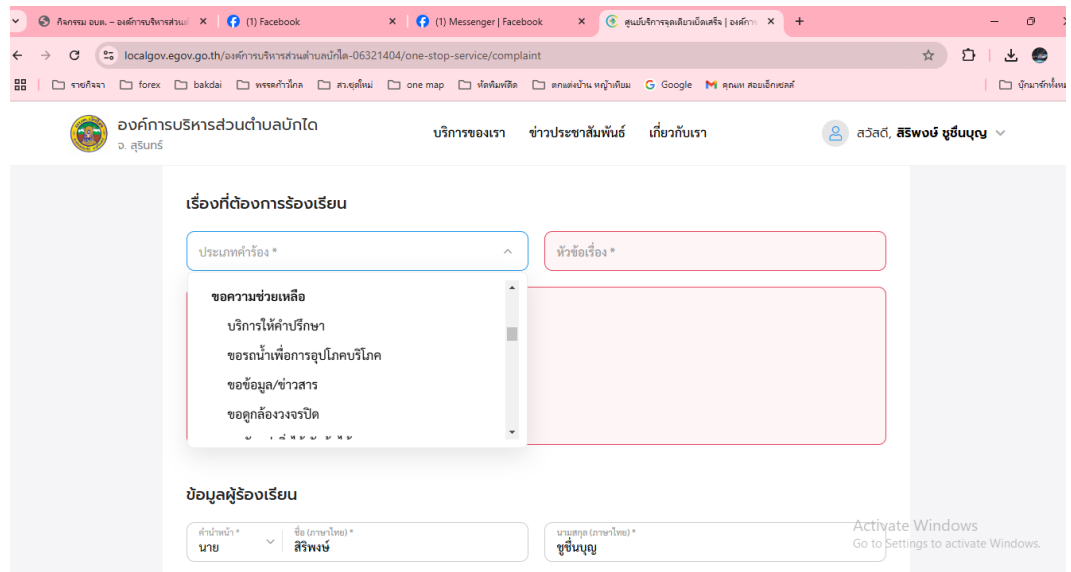 กิจกรรม อบต. – องค์การบริหารส่วนตำ
(1) Facebook
(1) Messenger | Facebook
ศูนย์บริการจุดเดียวเบ็ดเสร็จ | องค์กา
localgov.egov.go.th/องค์การบริหารส่วนตำบลบักได-06321404/one-stop-service/complaint
รายกิจจา forex bakdai พรรคก้าวไกล สว.ชุดใหม่ one map หัดพิมพ์ดีด ตกแต่งบ้าน หญ้าเทียม Google คุณเท สอบเอ็กเซลล์ บุ๊กมาร์กทั้งหมด
องค์การบริหารส่วนตำบลบักได
จ. สุรินทร์
บริการของเรา ข่าวประชาสัมพันธ์ เกี่ยวกับเรา
สวัสดี, สิริพงษ์ ชูชื่นบุญ
เรื่องที่ต้องการร้องเรียน
ประเภทคำร้อง *
หัวข้อเรื่อง *
ขอความช่วยเหลือ
บริการให้คำปรึกษา
ขอรถน้ำเพื่อการอุปโภคบริโภค
ขอข้อมูล/ข่าวสาร
ขอดูกล้องวงจรปิด
ข้อมูลผู้ร้องเรียน
คำนำหน้า *
นาย
ชื่อ (ภาษาไทย) *
สิริพงษ์
นามสกุล (ภาษาไทย) *
ชูชื่นบุญ
Activate Windows
Go to Settings to activate Windows.